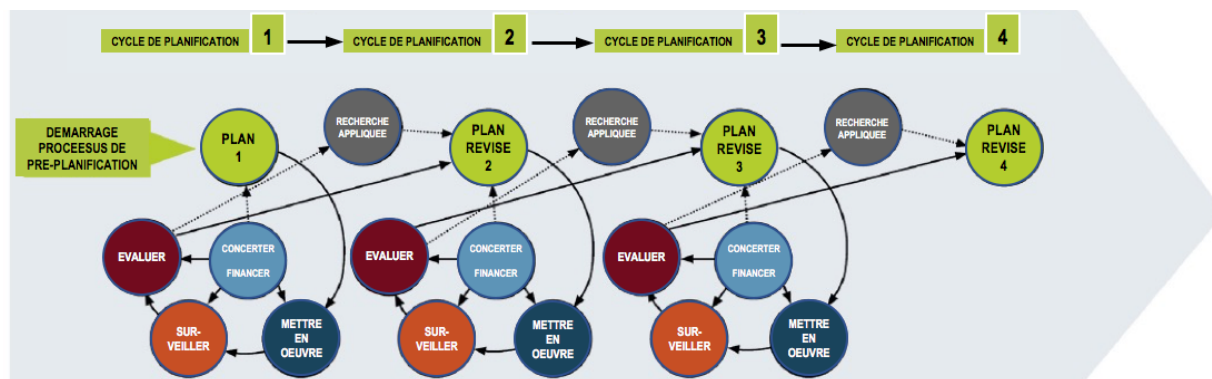 CYCLE DE PLANIFICATION 1
CYCLE DE PLANIFICATION 2
CYCLE DE PLANIFICATION 3
CYCLE DE PLANIFICATION 4
DEMARRAGE
PROCEESUS DE
PRE-PLANIFICATION
PLAN
1
RECHERCHE
APPLIQUEE
PLAN
REVISE
2
RECHERCHE
APPLIQUEE
PLAN
REVISE
3
RECHERCHE
APPLIQUEE
PLAN
REVISE
4
EVALUER
CONCERTER
FINANCER
SUR-
VEILLER
METTRE
EN
OEUVRE
EVALUER
CONCERTER
FINANCER
SUR-
VEILLER
METTRE
EN
OEUVRE
EVALUER
CONCERTER
FINANCER
SUR-
VEILLER
METTRE
EN
OEUVRE